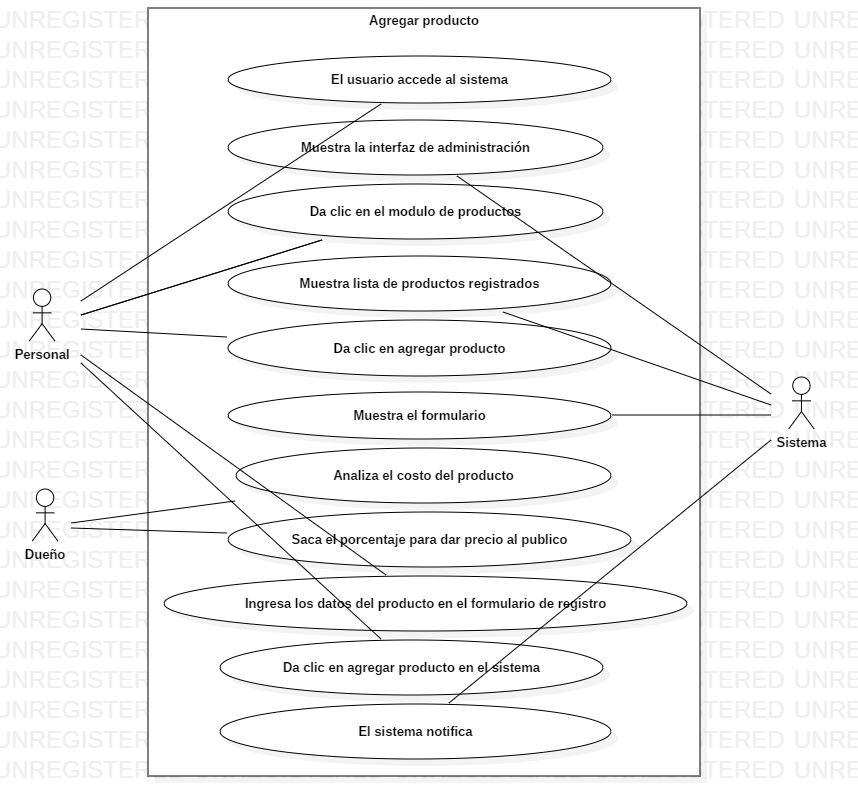 Agregar producto
El usuario accede al sistema
Muestra la interfaz de administración
Da clic en el modulo de productos
Muestra lista de productos registrados
Personal
Da clic en agregar producto
Muestra el formulario
Sistema
Analiza el costo del producto
Saca el porcentaje para dar precio al publico
Dueño
Ingresa los datos del producto en el formulario de registro
Da clic en agregar producto en el sistema
El sistema notifica
UNREGISTERED